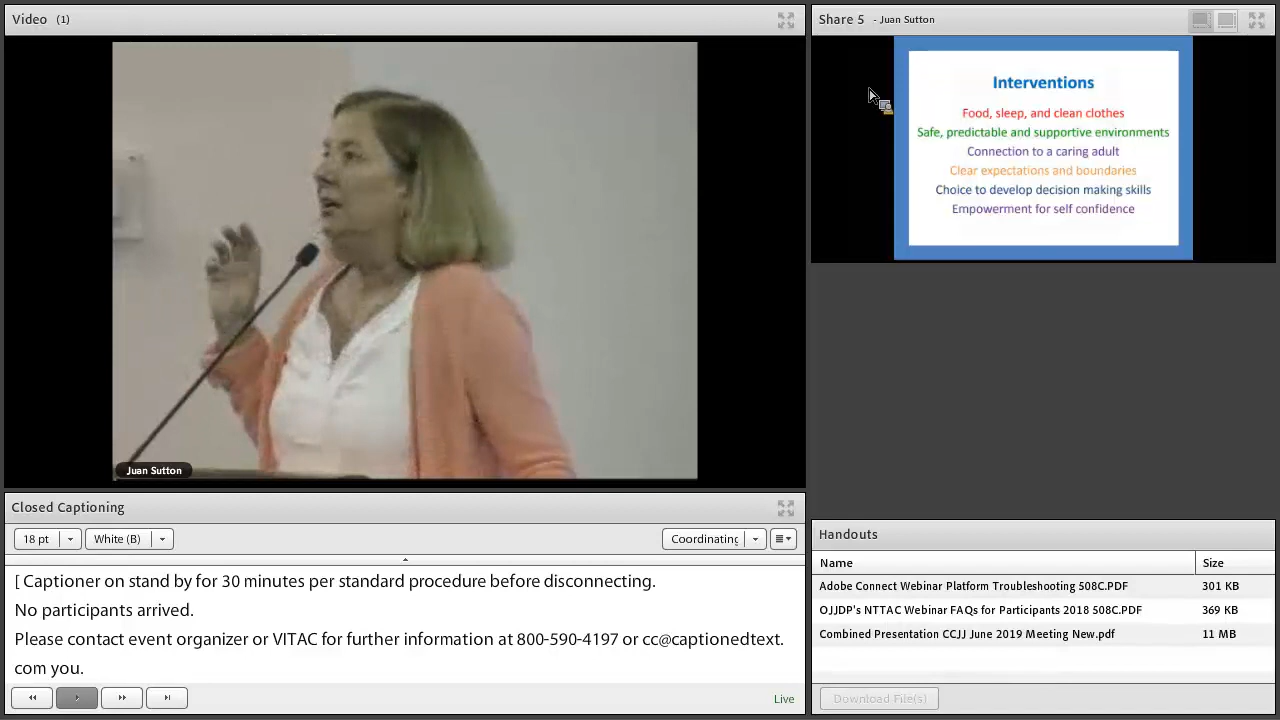 Video (1)
Juan Sutton
Share 5 - Juan Sutton
Interventions
Food, sleep, and clean clothes
Safe, predictable and supportive environments
Connection to a caring adult
Clear expectations and boundaries
Choice to develop decision making skills
Empowerment for self confidence
Closed Captioning
18 pt White (B) Coordinating
[ Captioner on stand by for 30 minutes per standard procedure before disconnecting.
No participants arrived.
Please contact event organizer or VITAC for further information at 800-590-4197 or cc@captionedtext.
com you.
Live
Handouts
Name Size
Adobe Connect Webinar Platform Troubleshooting 508C.PDF 301 KB
OJJDP's NTTAC Webinar FAQs for Participants 2018 508C.PDF 369 KB
Combined Presentation CCJJ June 2019 Meeting New.pdf 11 MB
Download File(s)